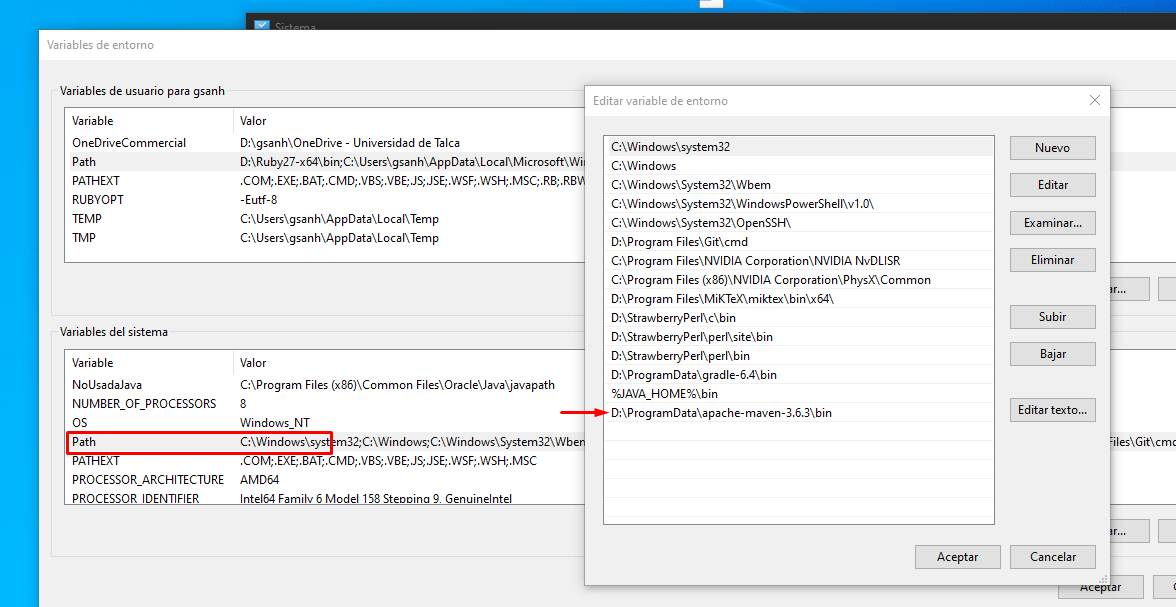 Sistema
Variables de entorno
Variables de usuario para gsanh
Variable Valor
OneDriveCommercial D:\gsanh\OneDrive - Universidad de Talca
Path D:\Ruby27-x64\bin;C:\Users\gsanh\AppData\Local\Microsoft\Wi
PATHEXT .COM;.EXE;.BAT;.CMD;.VBS;.VBE;.JS;.JSE;.WSF;.WSH;.MSC;.RB;.RBW
RUBYOPT -Eutf-8
TEMP C:\Users\gsanh\AppData\Local\Temp
TMP C:\Users\gsanh\AppData\Local\Temp
ar...
Variables del sistema
Variable Valor
NoUsadaJava C:\Program Files (x86)\Common Files\Oracle\Java\javapath
NUMBER_OF_PROCESSORS 8
OS Windows_NT
Path C:\Windows\system32;C:\Windows;C:\Windows\System32\Wben
Files\Git\cmd
PATHEXT .COM;.EXE;.BAT;.CMD;.VBS;.VBE;.JS;.JSE;.WSF;.WSH;.MSC
PROCESSOR_ARCHITECTURE AMD64
PROCESSOR_IDENTIFIER Intel64 Family 6 Model 158 Stepping 9, GenuineIntel
ar...
Aceptar
Editar variable de entorno
C:\Windows\system32
C:\Windows
C:\Windows\System32\Wbem
C:\Windows\System32\WindowsPowerShell\v1.0\
C:\Windows\System32\OpenSSH\
D:\Program Files\Git\cmd
C:\Program Files\NVIDIA Corporation\NVIDIA NvDLISR
C:\Program Files (x86)\NVIDIA Corporation\PhysX\Common
D:\Program Files\MiKTeX\miktex\bin\x64\
D:\StrawberryPerl\c\bin
D:\StrawberryPerl\perl\site\bin
D:\StrawberryPerl\perl\bin
D:\ProgramData\gradle-6.4\bin
%JAVA_HOME%\bin
D:\ProgramData\apache-maven-3.6.3\bin
Nuevo
Editar
Examinar...
Eliminar
Subir
Bajar
Editar texto...
Aceptar
Cancelar